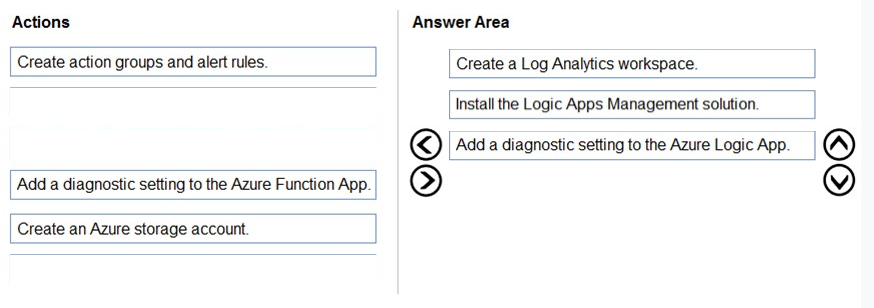 Actions
Create action groups and alert rules.
Add a diagnostic setting to the Azure Function App.
Create an Azure storage account.
Answer Area
Create a Log Analytics workspace.
Install the Logic Apps Management solution.
Add a diagnostic setting to the Azure Logic App.